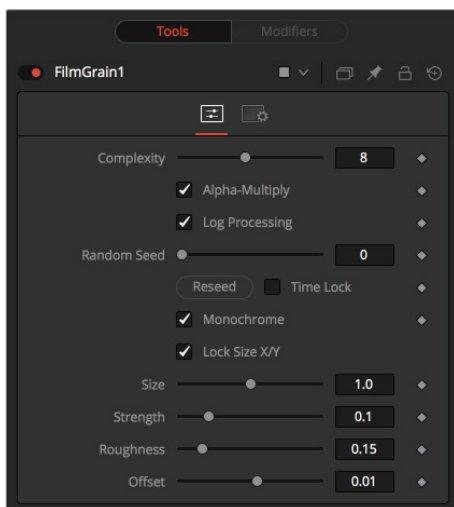 Tools Modifiers
FilmGrain1
Complexity 8
Alpha-Multiply
Log Processing
Random Seed 0
Reseed Time Lock
Monochrome
Lock Size X/Y
Size 1.0
Strength 0.1
Roughness 0.15
Offset 0.01